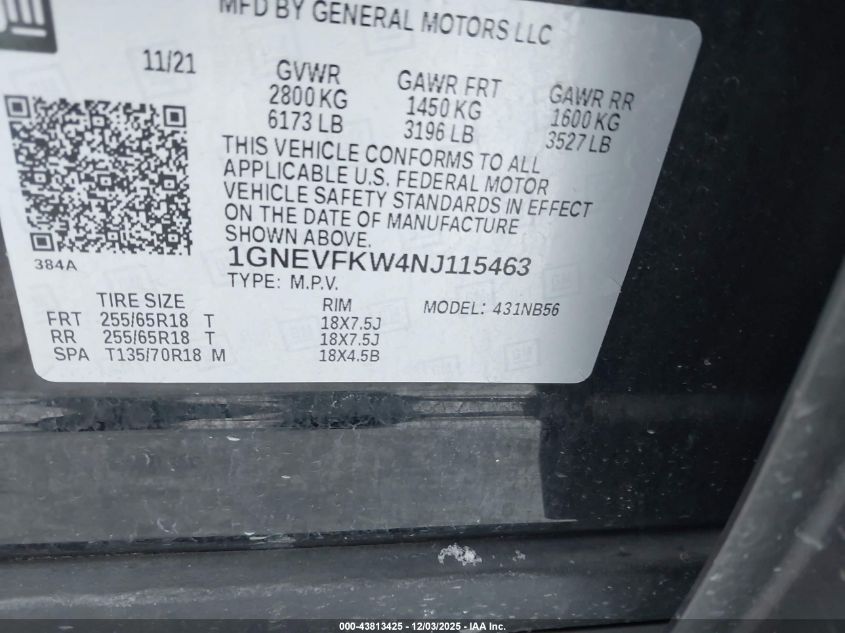 GM
MFD BY GENERAL MOTORS LLC
11/21
GVWR
2800 KG
6173 LB
GAWR FRT
1450 KG
3196 LB
GAWR RR
1600 KG
3527 LB
THIS VEHICLE CONFORMS TO ALL
APPLICABLE U.S. FEDERAL MOTOR
VEHICLE SAFETY STANDARDS IN EFFECT
ON THE DATE OF MANUFACTURE
SHOWN ABOVE.
384A
1GNEVFKW4NJ115463
TYPE: M.P.V.
TIRE SIZE RIM MODEL: 431NB56
FRT 255/65R18 T 18X7.5J
RR 255/65R18 T 18X7.5J
SPA T135/70R18 M 18X4.5B
000-43813425 - 12/03/2025 - IAA Inc.